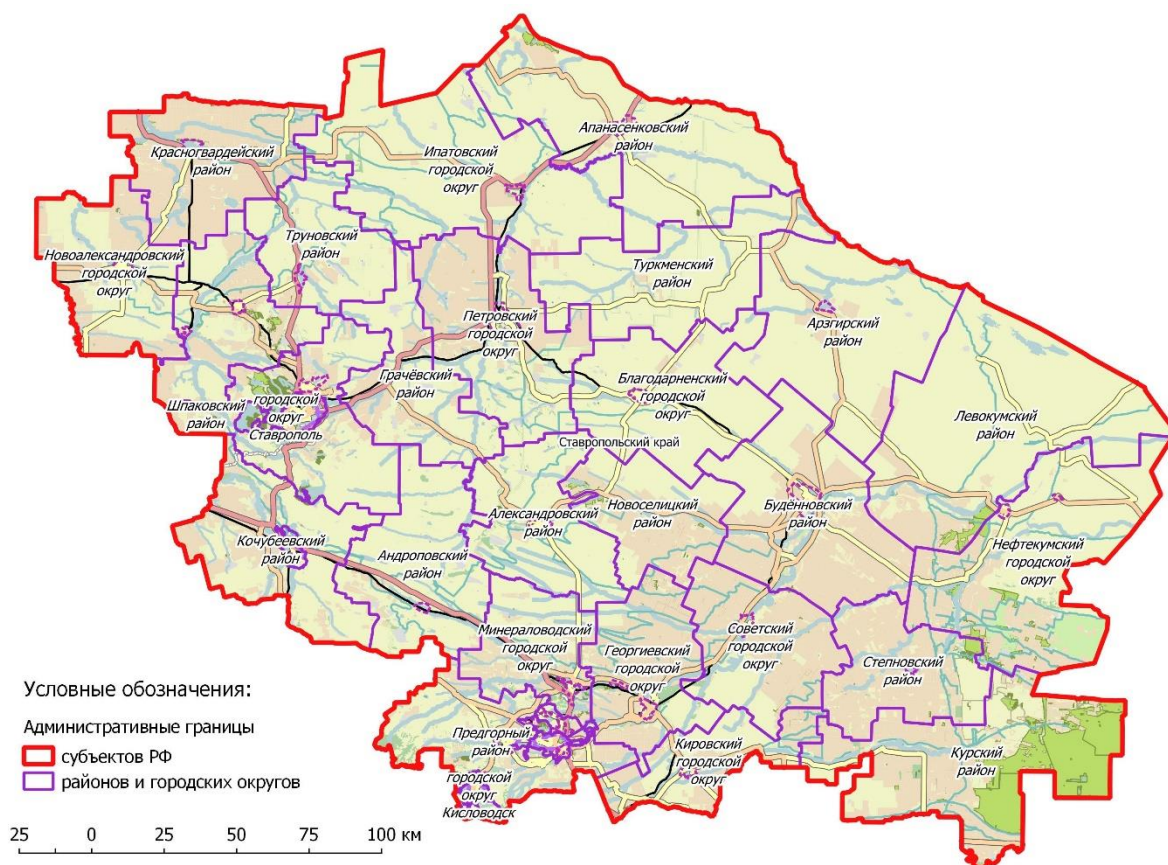 Апанасенковский
район
Красногвардейский
район
Ипатовский
городской
округ
Труновский
район
Новоалександровский
городской
округ
Туркменский
район
Петровский
городской
округ
Арзгирский
район
Грачёвский
район
Благодарненский
городской
округ
Шпаковский
район
городской
округ
Ставрополь
Левокумский
район
Ставропольский край
Александровский
район
Новоселицкий
район
Будённовский
район
Кочубеевский
район
Андроповский
район
Нефтекумский
городской
округ
Минераловодский
городской
округ
Георгиевский
городской
округ
Советский
городской
округ
Степновский
район
Предгорный
район
Кировский
городской
округ
Курский
район
городской
округ
Кисловодск
Условные обозначения:
Административные границы
субъектов РФ
районов и городских округов
25 0 25 50 75 100 км